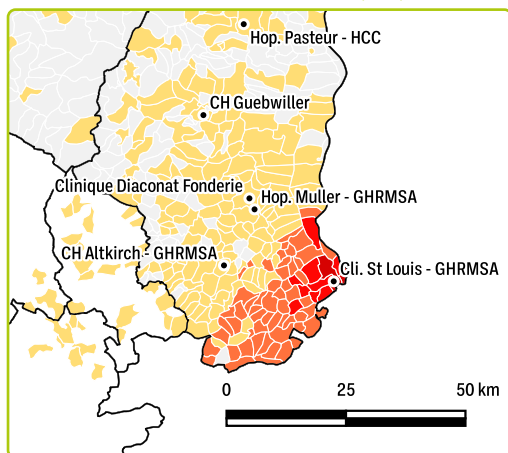 Hop. Pasteur - HCC
CH Guebwiller
Clinique Diaconat Fonderie
Hop. Muller - GHRMSA
CH Altkirch - GHRMSA
Cli. St Louis - GHRMSA
0 25 50 km